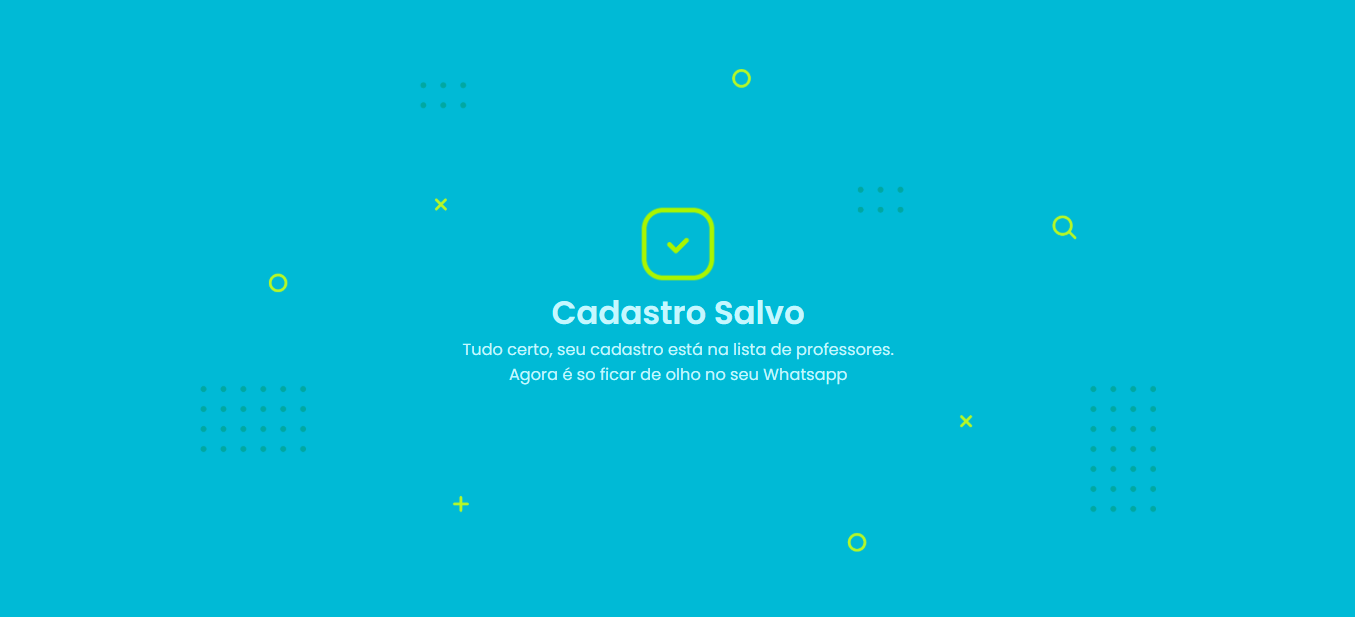 Cadastro Salvo
Tudo certo, seu cadastro está na lista de professores.
Agora é so ficar de olho no seu Whatsapp